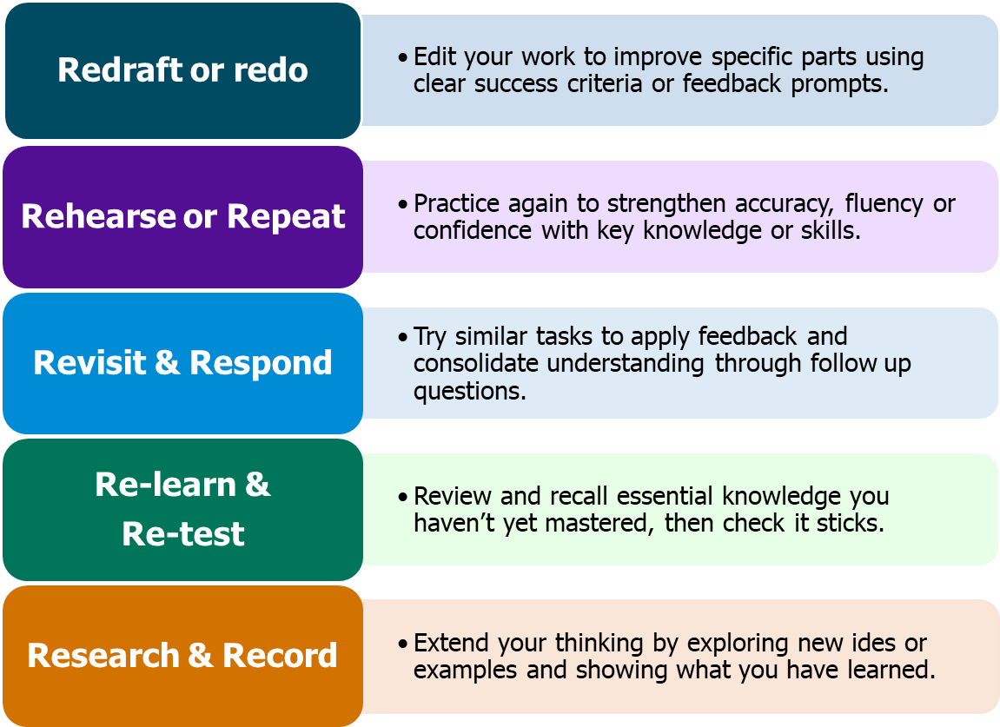 Redraft or redo
• Edit your work to improve specific parts using
clear success criteria or feedback prompts.
Rehearse or Repeat
• Practice again to strengthen accuracy, fluency or
confidence with key knowledge or skills.
Revisit & Respond
• Try similar tasks to apply feedback and
consolidate understanding through follow up
questions.
Re-learn &
Re-test
• Review and recall essential knowledge you
haven’t yet mastered, then check it sticks.
Research & Record
• Extend your thinking by exploring new ides or
examples and showing what you have learned.